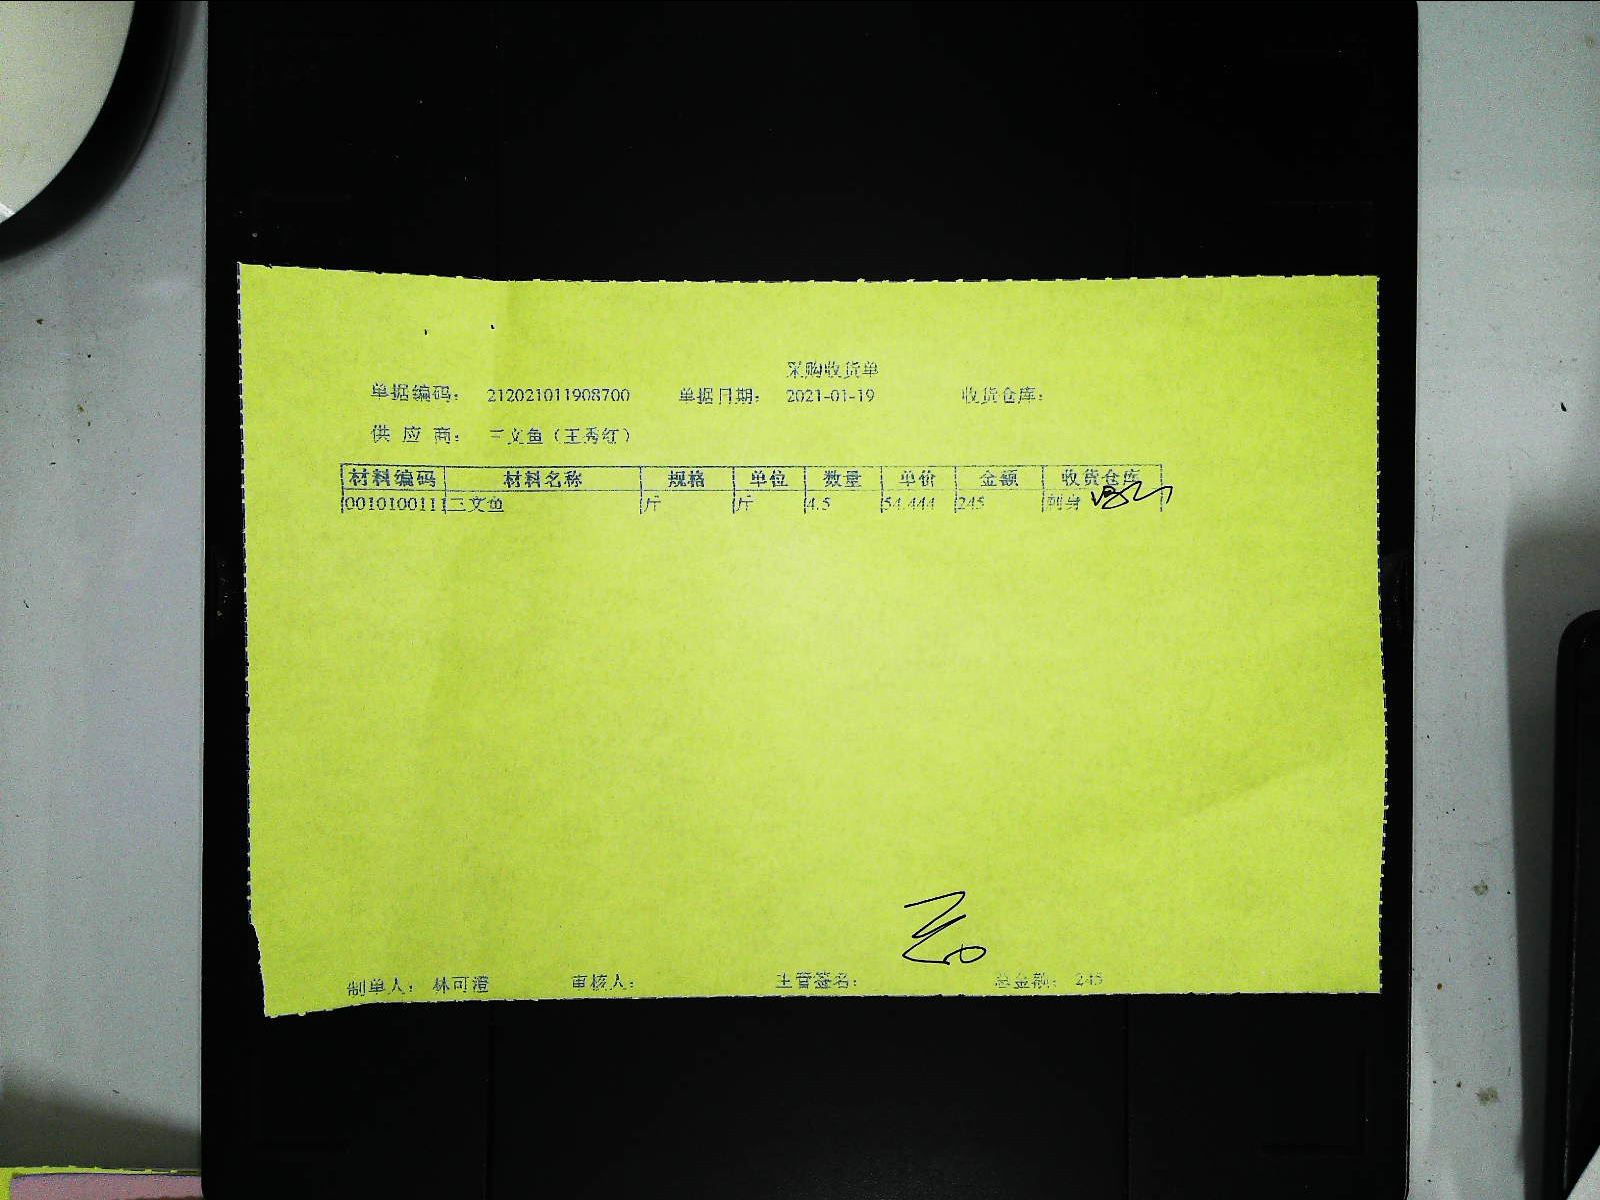 采购收货单
单据编码： 212021011908700 单据日期： 2021-01-19 收货仓库：
供 应 商： 三文鱼（王秀红）
材料编码 材料名称 规格 单位 数量 单价 金额 收货仓库
0010100111 三文鱼 斤 斤 4.5 54.444 245 刺身
制单人： 林可澄 审核人： 主管签名： 总金额： 245